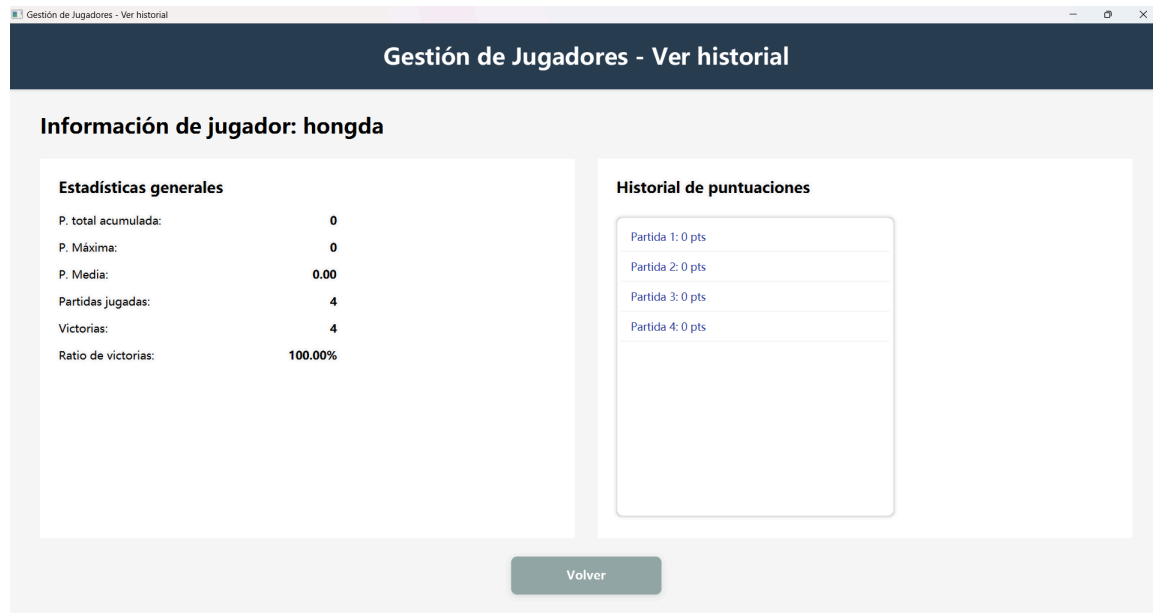 Gestión de Jugadores - Ver historial
Gestión de Jugadores - Ver historial
Información de jugador: hongda
Estadísticas generales
P. total acumulada: 0
P. Máxima: 0
P. Media: 0.00
Partidas jugadas: 4
Victorias: 4
Ratio de victorias: 100.00%
Historial de puntuaciones
Partida 1: 0 pts
Partida 2: 0 pts
Partida 3: 0 pts
Partida 4: 0 pts
Volver